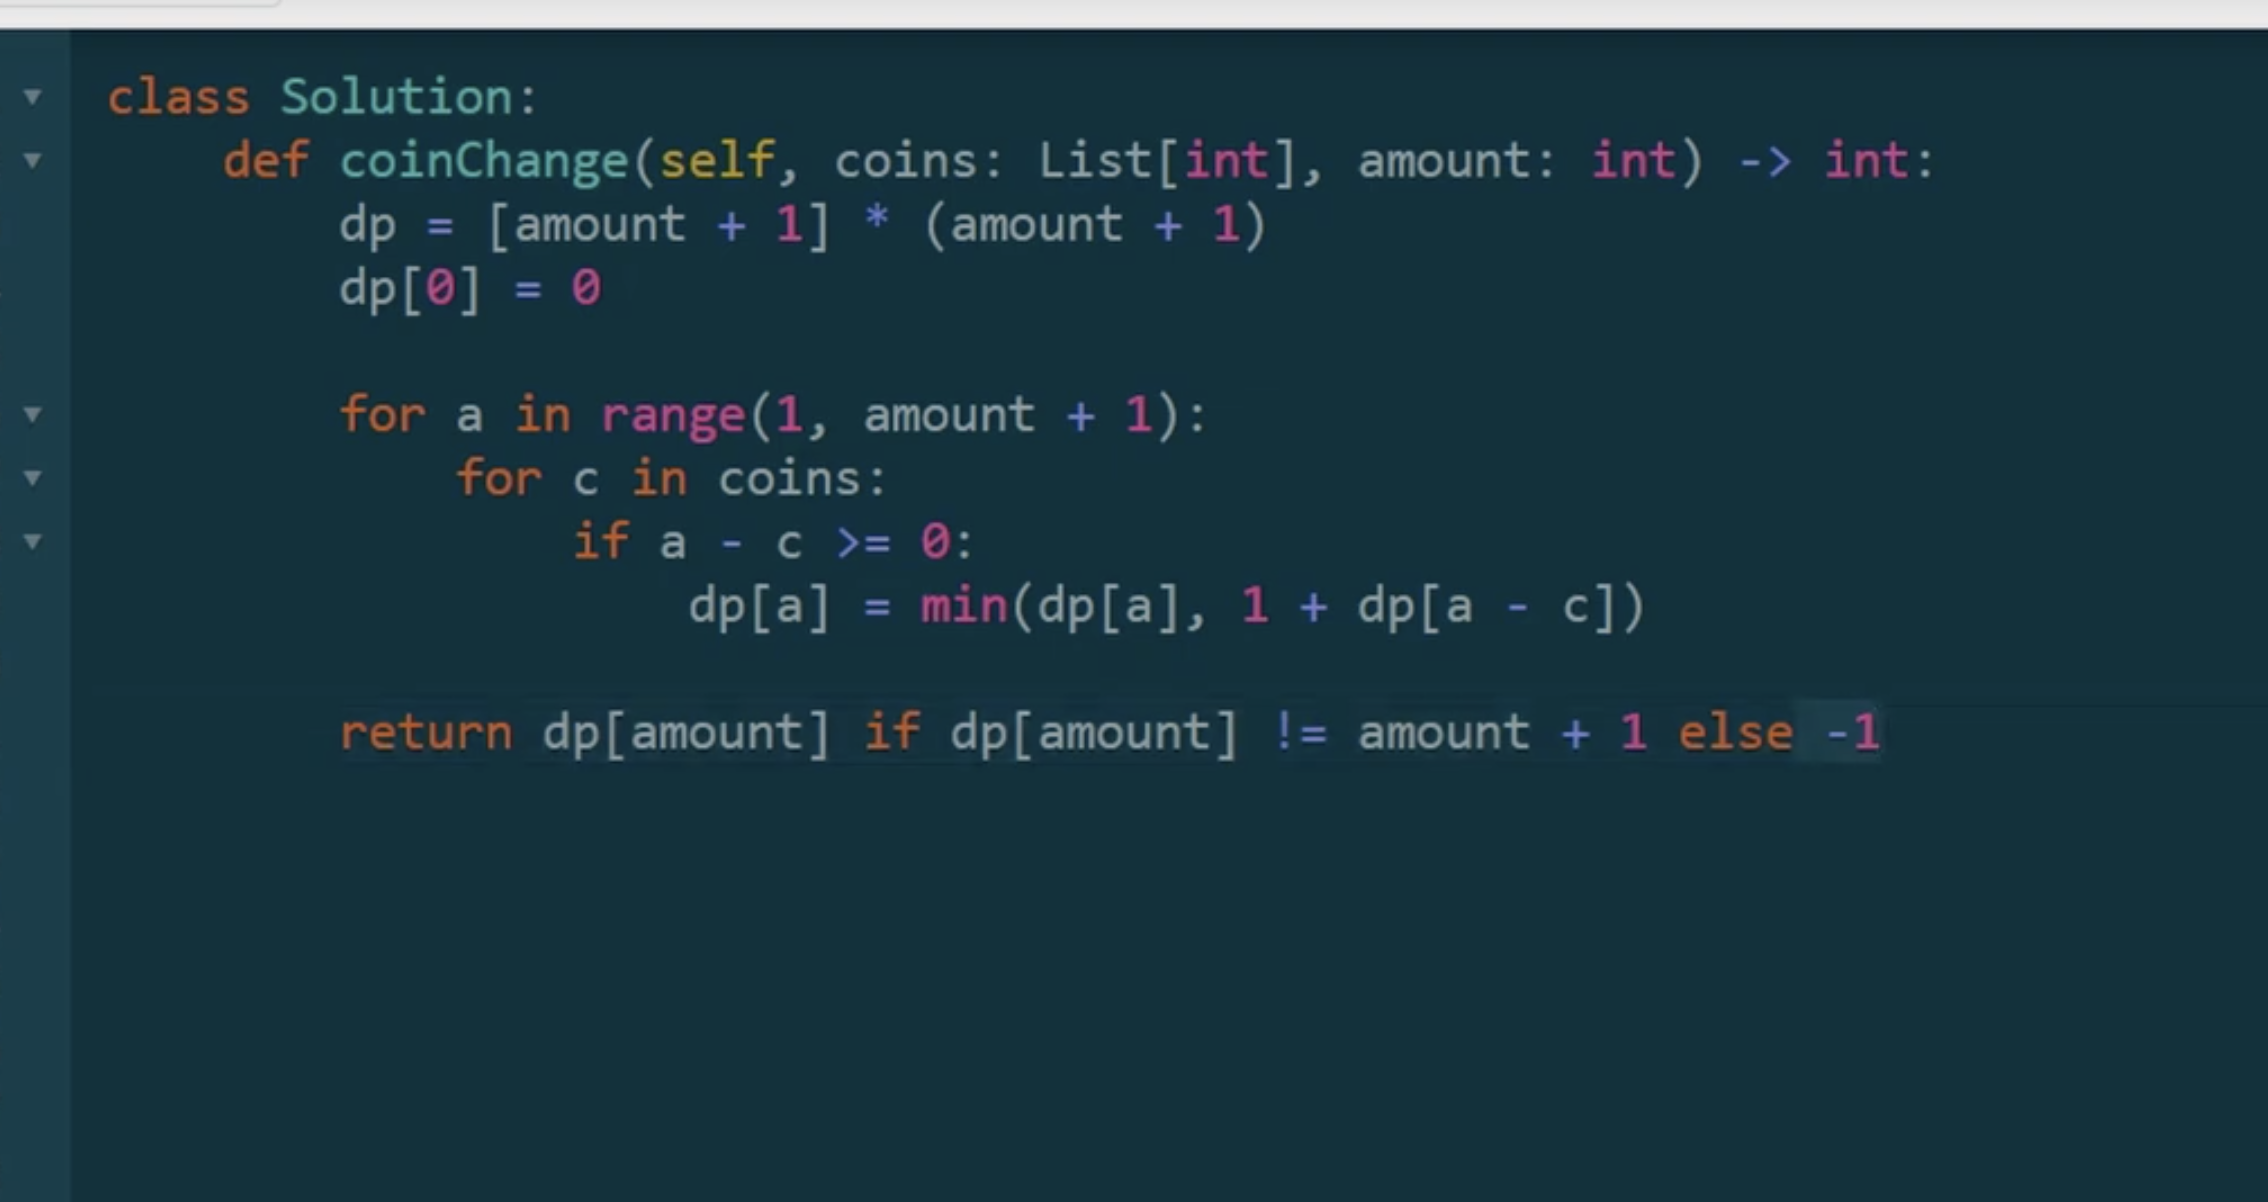 class Solution:
    def coinChange(self, coins: List[int], amount: int) -> int:
        dp = [amount + 1] * (amount + 1)
        dp[0] = 0
        for a in range(1, amount + 1):
            for c in coins:
                if a - c >= 0:
                    dp[a] = min(dp[a], 1 + dp[a - c])
        return dp[amount] if dp[amount] != amount + 1 else -1